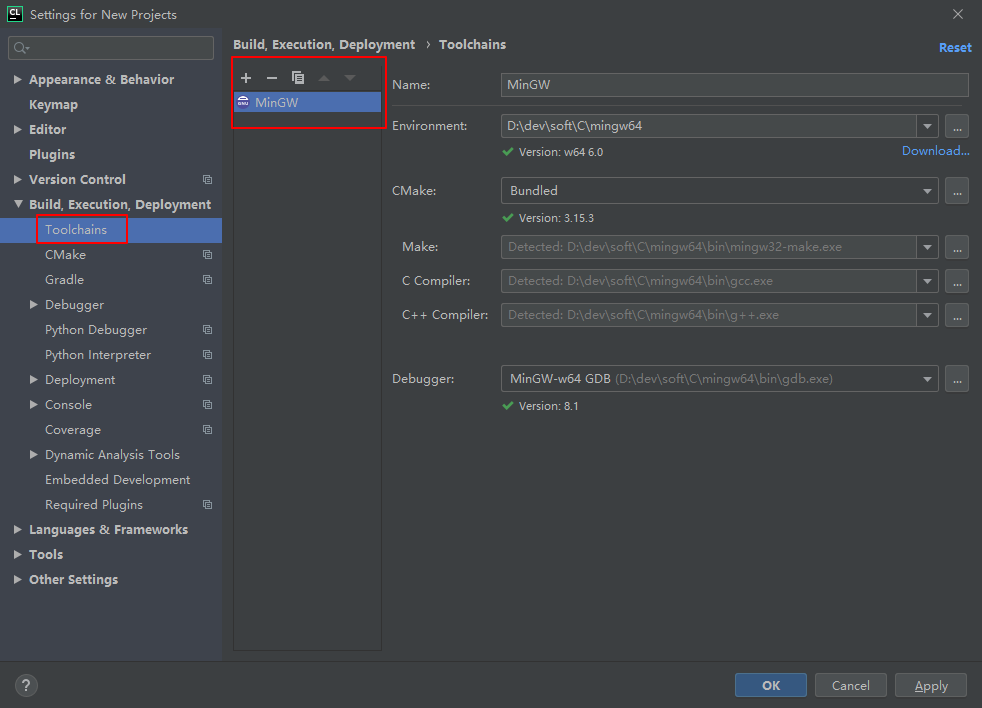 CL
Settings for New Projects
Build, Execution, Deployment › Toolchains
Reset
Appearance & Behavior
Keymap
Editor
Plugins
Version Control
Build, Execution, Deployment
Toolchains
CMake
Gradle
Debugger
Python Debugger
Python Interpreter
Deployment
Console
Coverage
Dynamic Analysis Tools
Embedded Development
Required Plugins
Languages & Frameworks
Tools
Other Settings
GNU MinGW
Name: MinGW
Environment: D:\dev\soft\C\mingw64 ...
Version: w64 6.0 Download...
CMake: Bundled ...
Version: 3.15.3
Make: Detected: D:\dev\soft\C\mingw64\bin\mingw32-make.exe ...
C Compiler: Detected: D:\dev\soft\C\mingw64\bin\gcc.exe ...
C++ Compiler: Detected: D:\dev\soft\C\mingw64\bin\g++.exe ...
Debugger: MinGW-w64 GDB (D:\dev\soft\C\mingw64\bin\gdb.exe) ...
Version: 8.1
? OK Cancel Apply